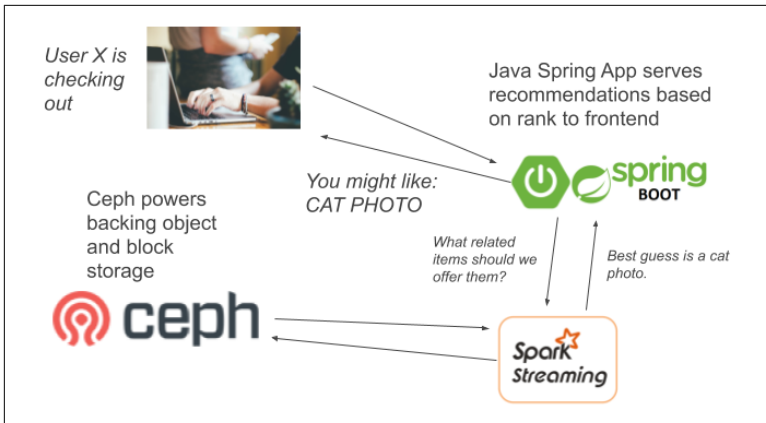 User X is
checking
out
Java Spring App serves
recommendations based
on rank to frontend
You might like:
CAT PHOTO
spring
BOOT
Ceph powers
backing object
and block
storage
What related
items should we
offer them?
Best guess is a cat
photo.
ceph
Spark
Streaming